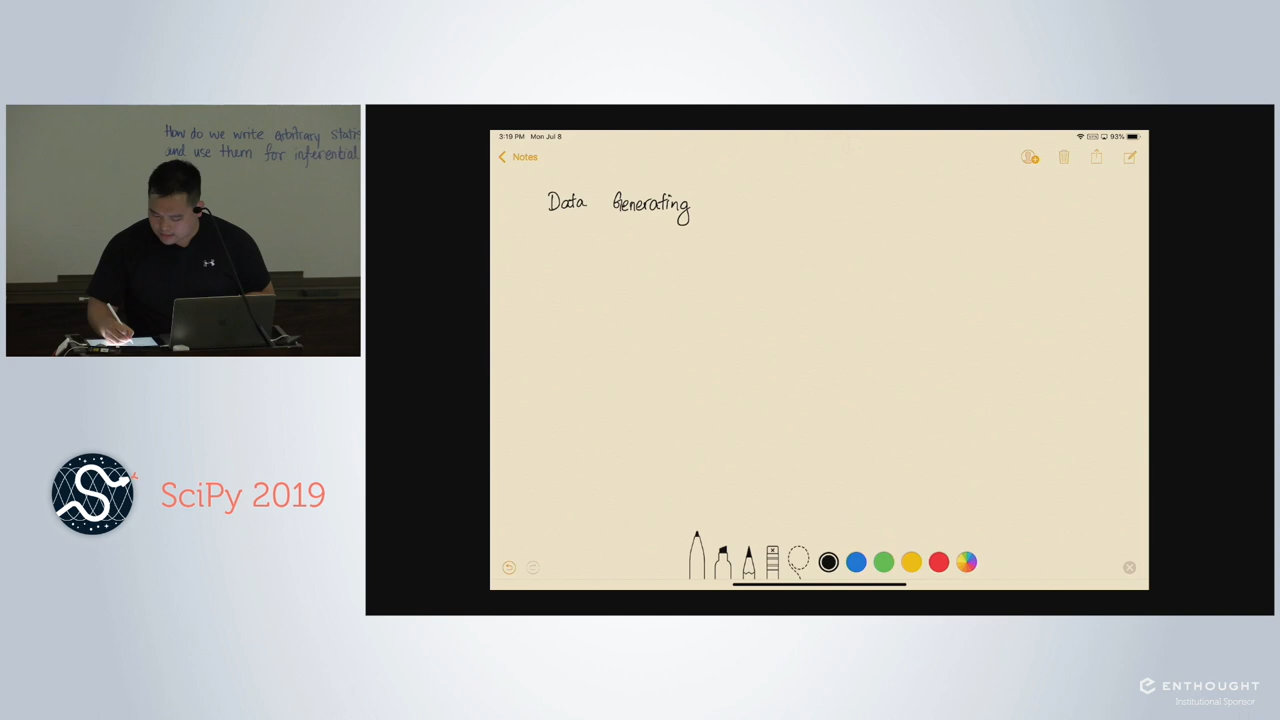 How do we write arbitrary
and use them for inferential
3:19 PM Mon Jul 8
93%
Notes
Data Generating
SciPy 2019
ENTHOUGHT
Institutional Sponsor